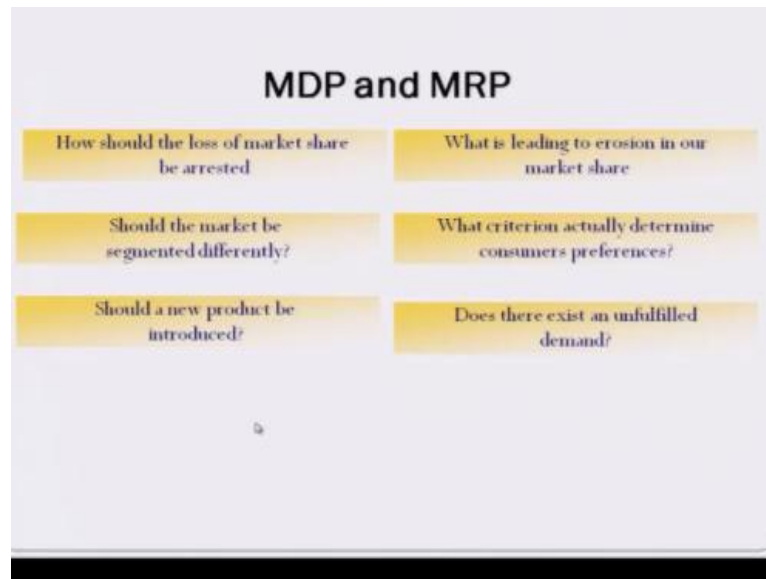 MDP and MRP
How should the loss of market share
be arrested
What is leading to erosion in our
market share
Should the market be
segmented differently?
What criterion actually determine
consumers preferences?
Should a new product be
introduced?
Does there exist an unfulfilled
demand?